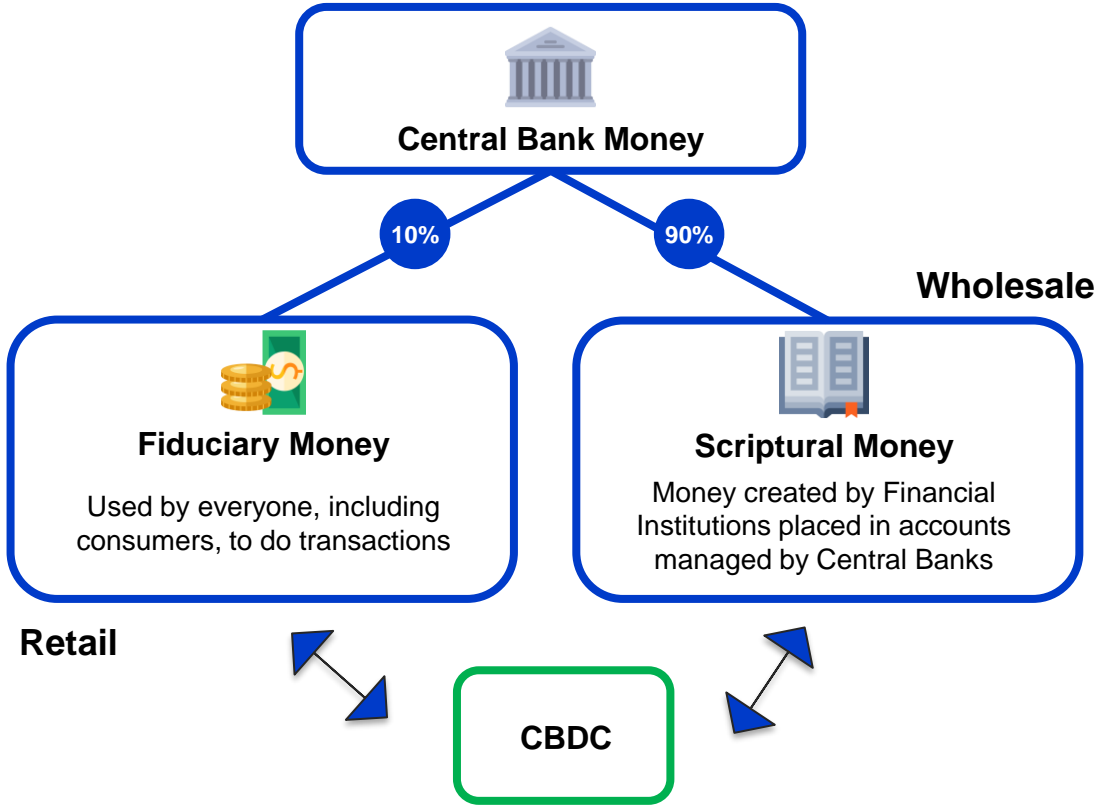 Central Bank Money
10%
90%
Wholesale
Fiduciary Money
Used by everyone, including
consumers, to do transactions
Scriptural Money
Money created by Financial
Institutions placed in accounts
managed by Central Banks
Retail
CBDC